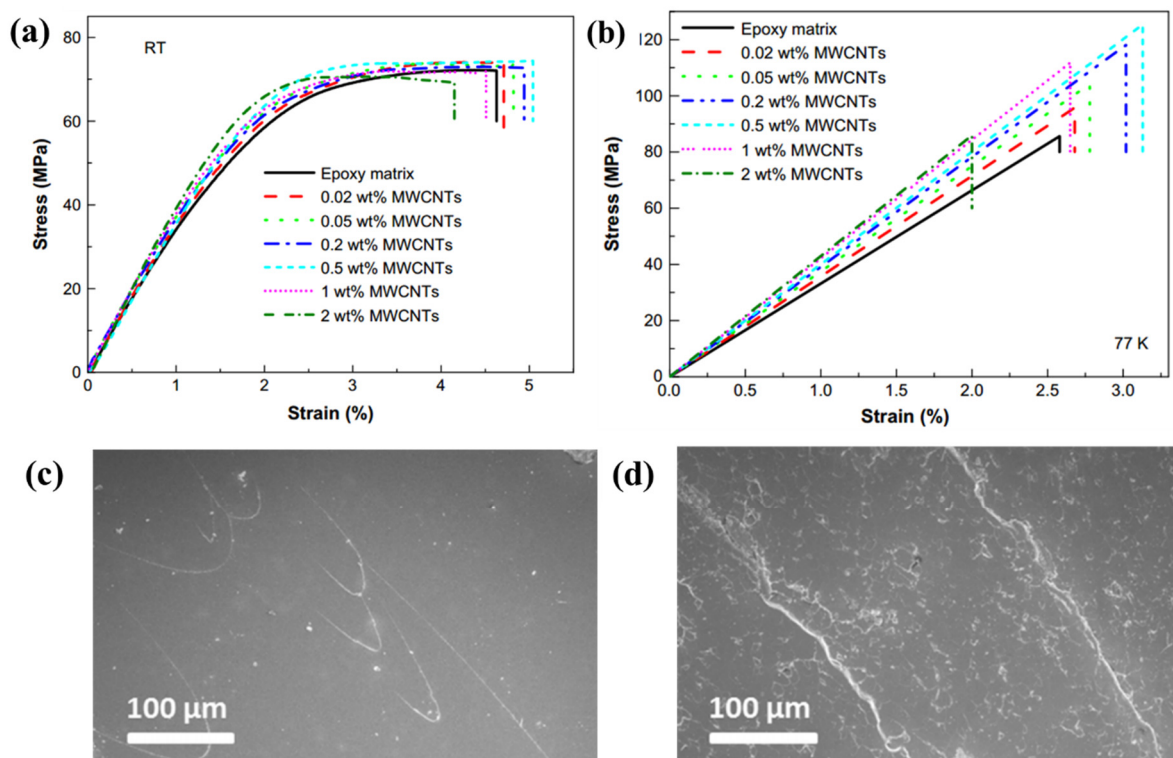 (a)
RT
80
60
40
20
0
0
1
2
3
4
5
Stress (MPa)
Strain (%)
Epoxy matrix
0.02 wt% MWCNTs
0.05 wt% MWCNTs
0.2 wt% MWCNTs
0.5 wt% MWCNTs
1 wt% MWCNTs
2 wt% MWCNTs
(b)
120
100
80
60
40
20
0
0.0
0.5
1.0
1.5
2.0
2.5
3.0
Stress (MPa)
Strain (%)
Epoxy matrix
0.02 wt% MWCNTs
0.05 wt% MWCNTs
0.2 wt% MWCNTs
0.5 wt% MWCNTs
1 wt% MWCNTs
2 wt% MWCNTs
77 K
(c)
100 μm
(d)
100 μm